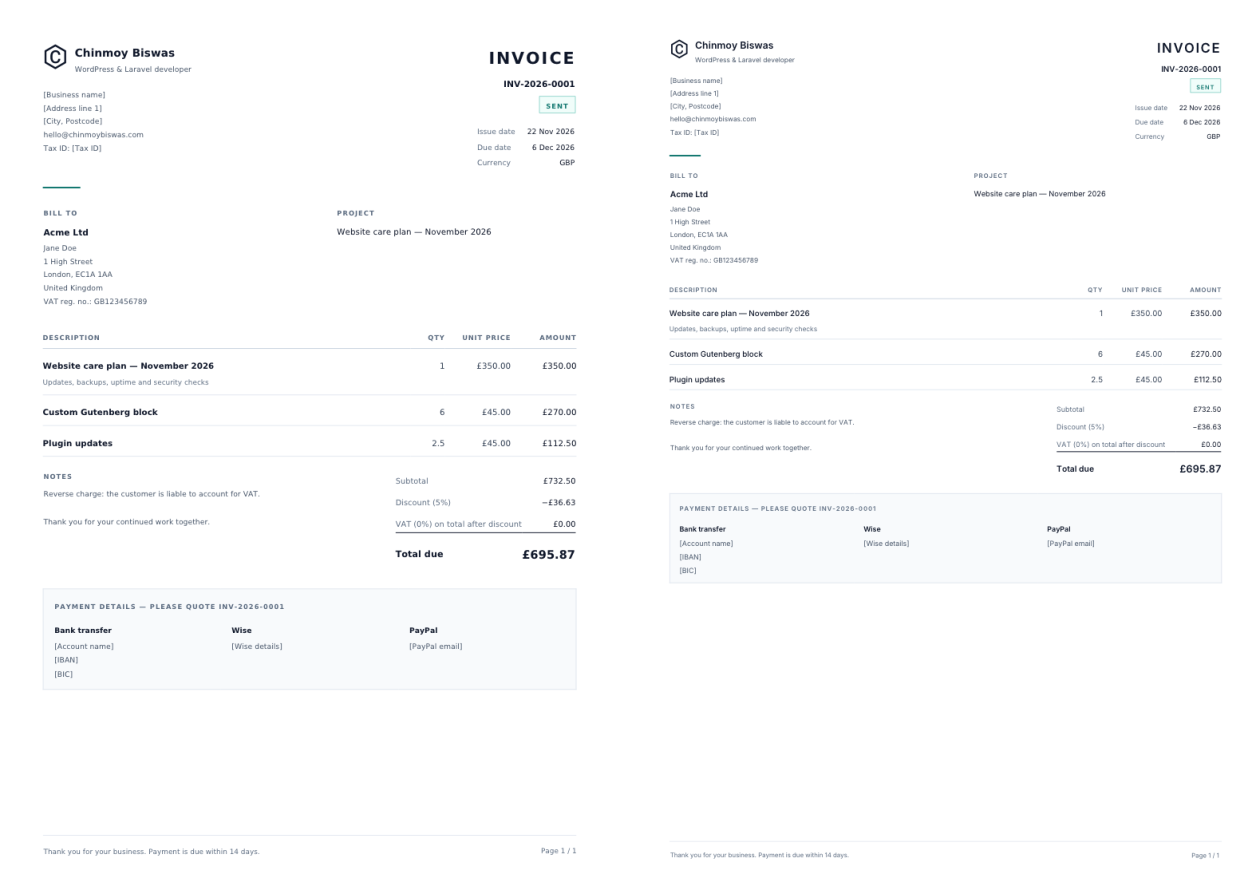 Chinmoy Biswas
WordPress & Laravel developer
[Business name]
[Address line 1]
[City, Postcode]
hello@chinmoybiswas.com
Tax ID: [Tax ID]
INVOICE
INV-2026-0001
SENT
Issue date 22 Nov 2026
Due date 6 Dec 2026
Currency GBP
BILL TO
Acme Ltd
Jane Doe
1 High Street
London, EC1A 1AA
United Kingdom
VAT reg. no.: GB123456789
PROJECT
Website care plan — November 2026
DESCRIPTION QTY UNIT PRICE AMOUNT
Website care plan — November 2026 1 £350.00 £350.00
Updates, backups, uptime and security checks
Custom Gutenberg block 6 £45.00 £270.00
Plugin updates 2.5 £45.00 £112.50
NOTES
Reverse charge: the customer is liable to account for VAT.
Thank you for your continued work together.
Subtotal £732.50
Discount (5%) −£36.63
VAT (0%) on total after discount £0.00
Total due £695.87
PAYMENT DETAILS — PLEASE QUOTE INV-2026-0001
Bank transfer
[Account name]
[IBAN]
[BIC]
Wise
[Wise details]
PayPal
[PayPal email]
Thank you for your business. Payment is due within 14 days. Page 1 / 1
Chinmoy Biswas
WordPress & Laravel developer
[Business name]
[Address line 1]
[City, Postcode]
hello@chinmoybiswas.com
Tax ID: [Tax ID]
INVOICE
INV-2026-0001
SENT
Issue date 22 Nov 2026
Due date 6 Dec 2026
Currency GBP
BILL TO
Acme Ltd
Jane Doe
1 High Street
London, EC1A 1AA
United Kingdom
VAT reg. no.: GB123456789
PROJECT
Website care plan — November 2026
DESCRIPTION QTY UNIT PRICE AMOUNT
Website care plan — November 2026 1 £350.00 £350.00
Updates, backups, uptime and security checks
Custom Gutenberg block 6 £45.00 £270.00
Plugin updates 2.5 £45.00 £112.50
NOTES
Reverse charge: the customer is liable to account for VAT.
Thank you for your continued work together.
Subtotal £732.50
Discount (5%) −£36.63
VAT (0%) on total after discount £0.00
Total due £695.87
PAYMENT DETAILS — PLEASE QUOTE INV-2026-0001
Bank transfer
[Account name]
[IBAN]
[BIC]
Wise
[Wise details]
PayPal
[PayPal email]
Thank you for your business. Payment is due within 14 days. Page 1 / 1